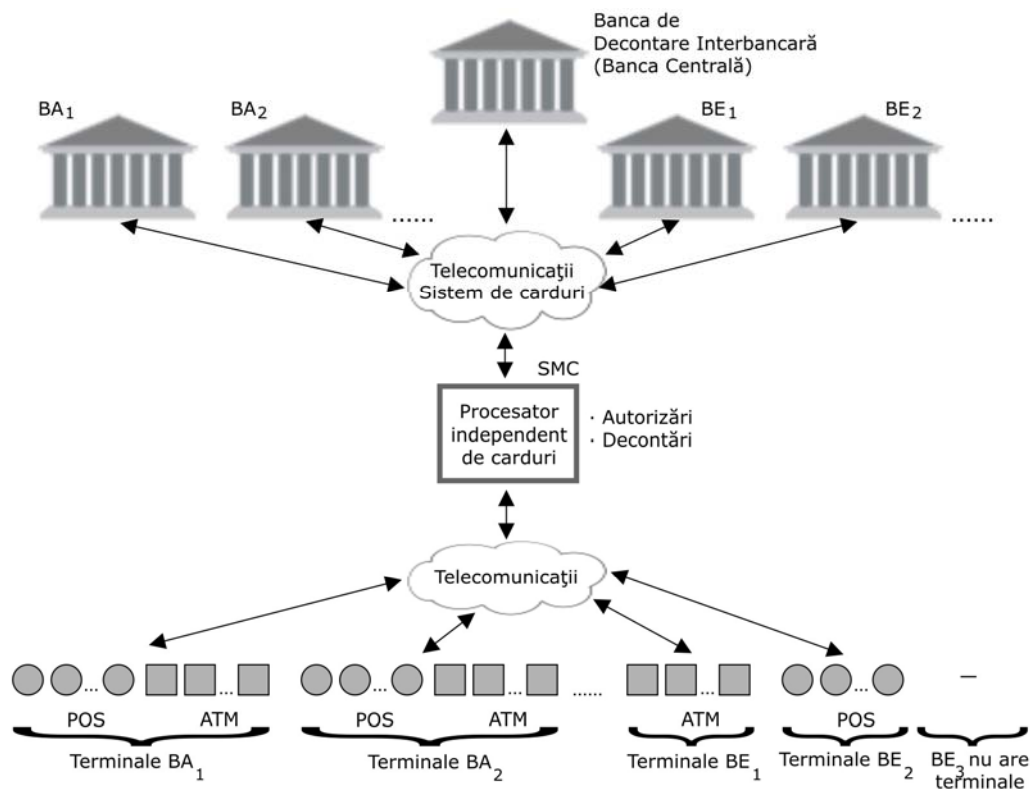 Banca de
Decontare Interbancară
(Banca Centrală)
BA1
BA2
BE1
BE2
......
......
Telecomunicaţii
Sistem de carduri
SMC
Procesator
independent
de carduri
· Autorizări
· Decontări
Telecomunicaţii
... ... ... ... ...... ... ... –
POS ATM POS ATM ATM POS
Terminale BA1
Terminale BA2
Terminale BE1
Terminale BE2
BE3 nu are
terminale